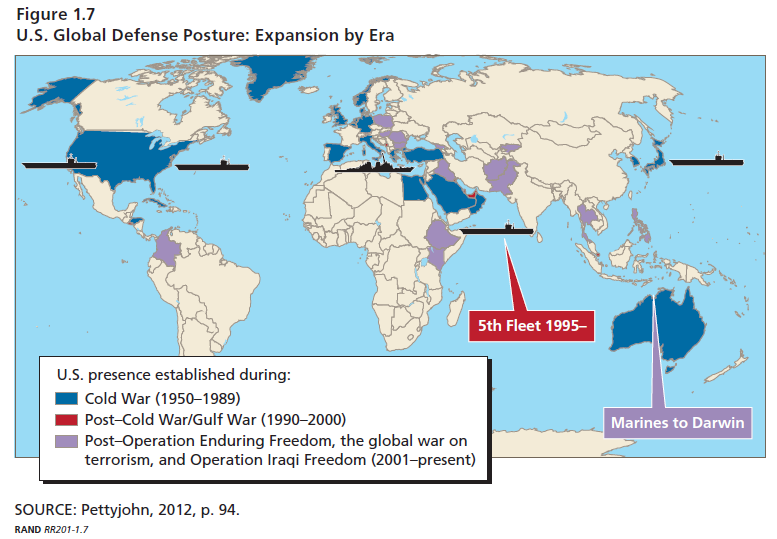 Figure 1.7
U.S. Global Defense Posture: Expansion by Era
5th Fleet 1995–
Marines to Darwin
U.S. presence established during:
Cold War (1950–1989)
Post–Cold War/Gulf War (1990–2000)
Post–Operation Enduring Freedom, the global war on
terrorism, and Operation Iraqi Freedom (2001–present)
SOURCE: Pettyjohn, 2012, p. 94.
RAND RR201-1.7